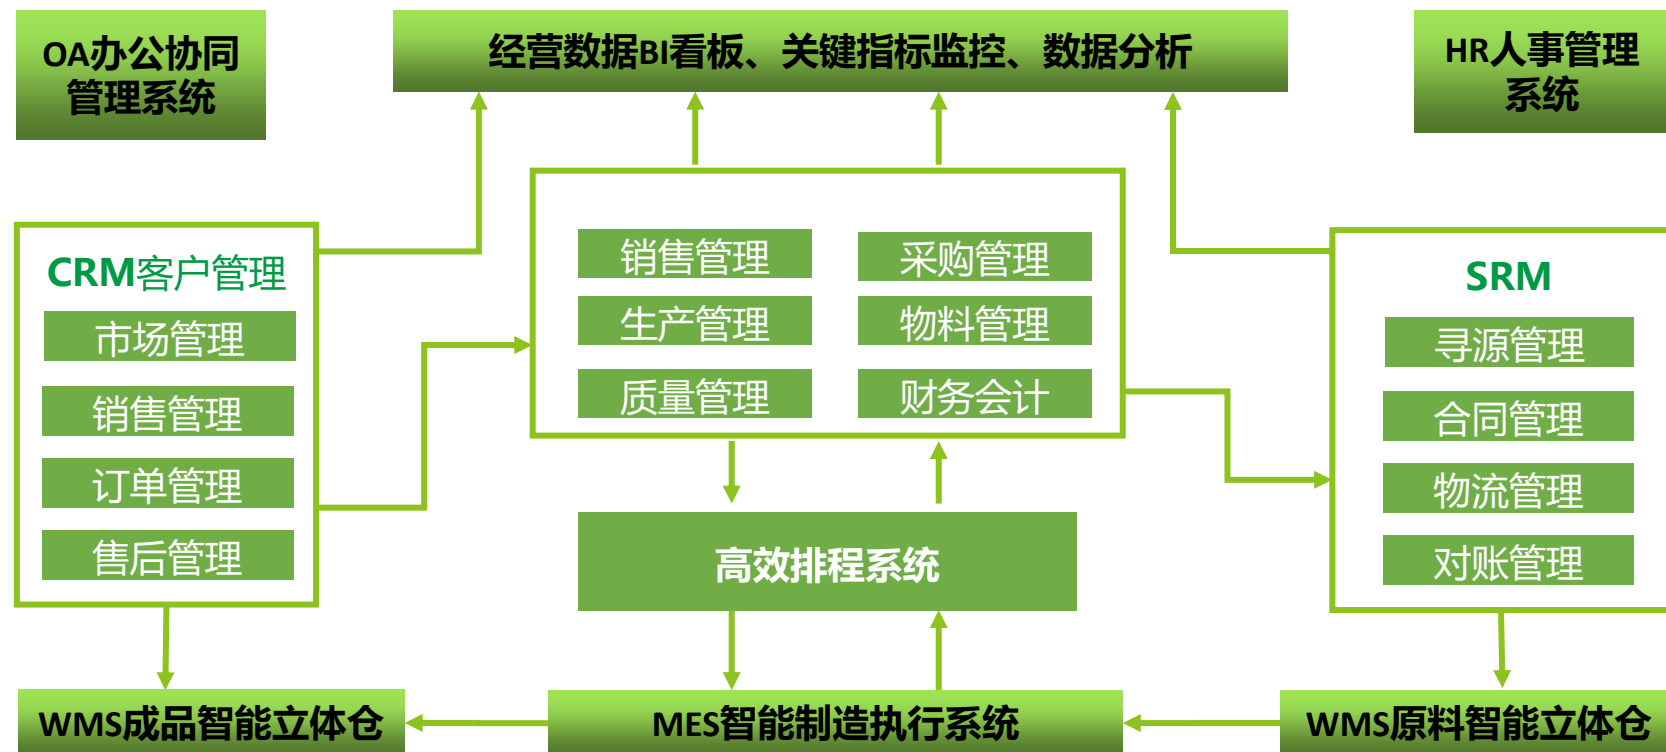 OA办公协同
管理系统
经营数据BI看板、关键指标监控、数据分析
HR人事管理
系统
CRM客户管理
市场管理
销售管理
订单管理
售后管理
销售管理
采购管理
生产管理
物料管理
质量管理
财务会计
SRM
寻源管理
合同管理
物流管理
对账管理
高效排程系统
WMS成品智能立体仓
MES智能制造执行系统
WMS原料智能立体仓